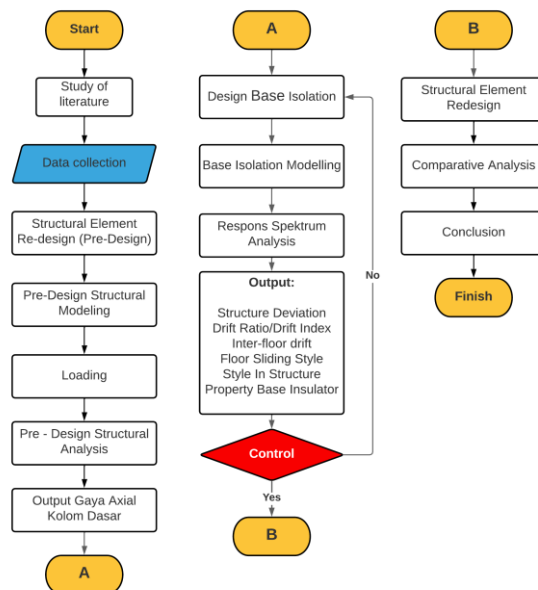 Start
Study of
literature
Data collection
Structural Element
Re-design (Pre-Design)
Pre-Design Structural
Modeling
Loading
Pre - Design Structural
Analysis
Output Gaya Axial
Kolom Dasar
A
A
Design Base Isolation
Base Isolation Modelling
Respons Spektrum
Analysis
Output:
Structure Deviation
Drift Ratio/Drift Index
Inter-floor drift
Floor Sliding Style
Style In Structure
Property Base Insulator
Control
No
Yes
B
B
Structural Element
Redesign
Comparative Analysis
Conclusion
Finish